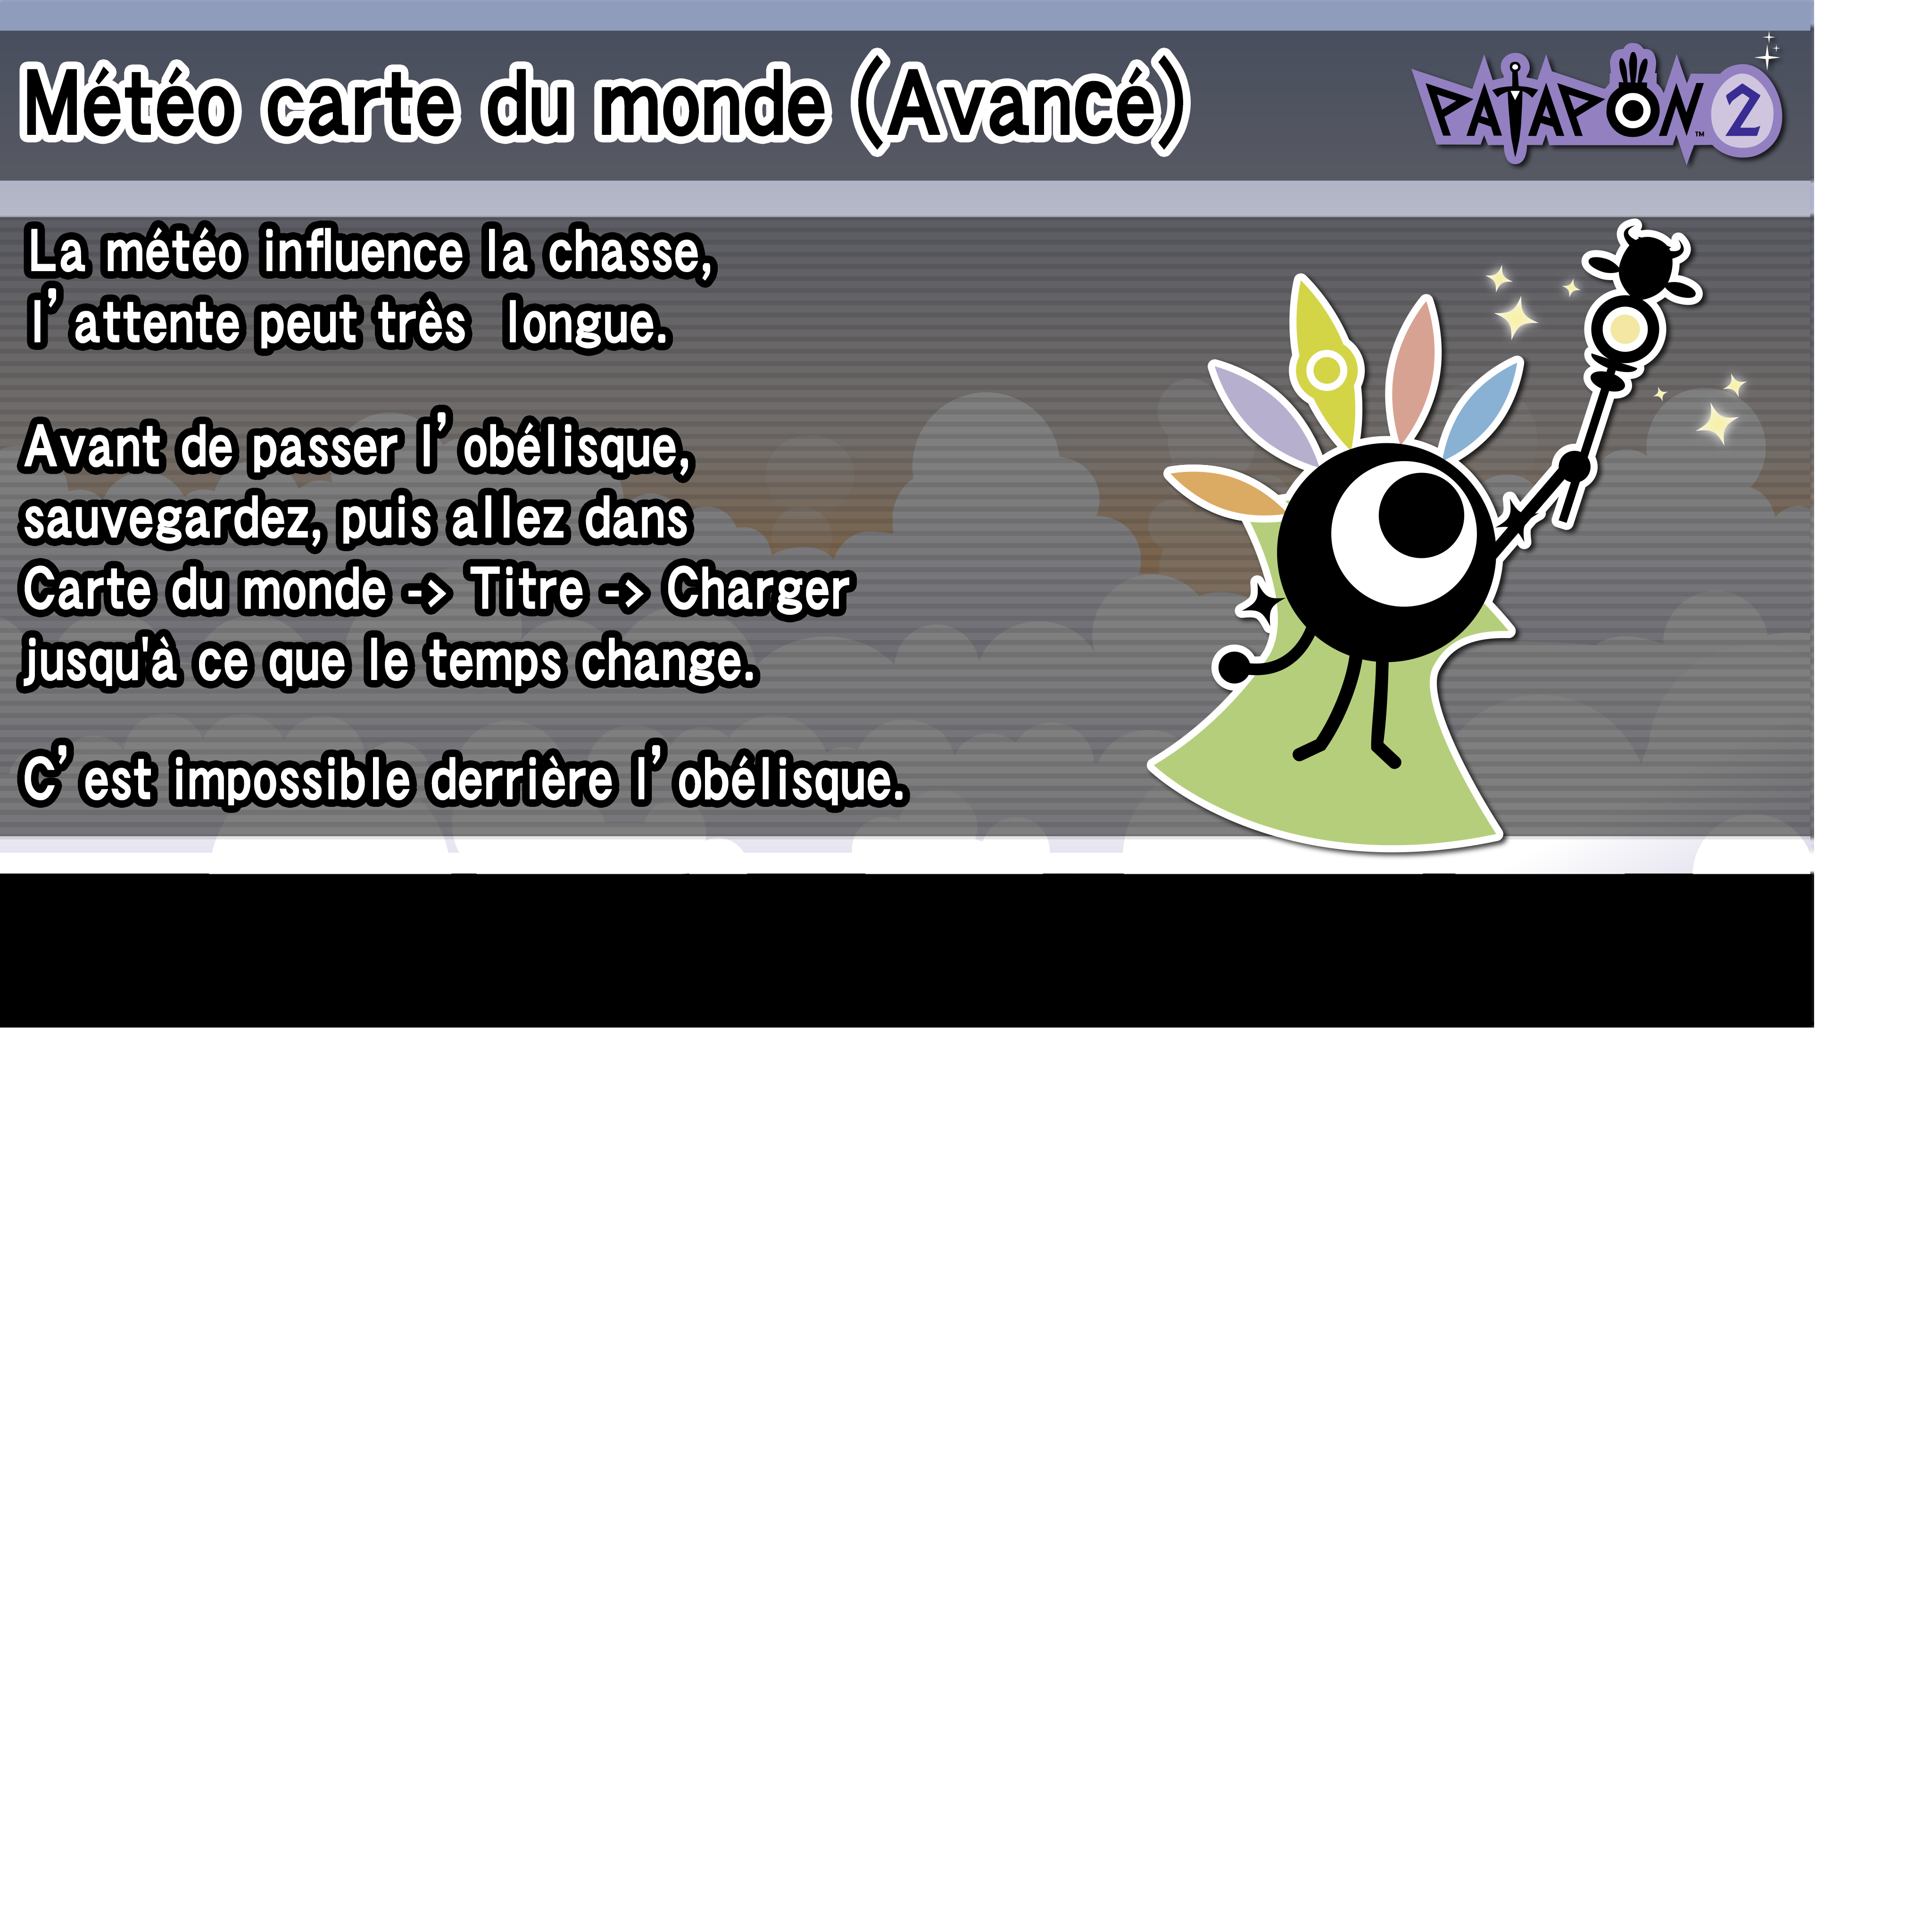 Météo carte du monde (Avancé)
PATAPON™ 2
La météo influence la chasse,
l’attente peut très  longue.
Avant de passer l’obélisque,
sauvegardez, puis allez dans
Carte du monde -> Titre -> Charger
jusqu'à ce que le temps change.
C’est impossible derrière l’obélisque.